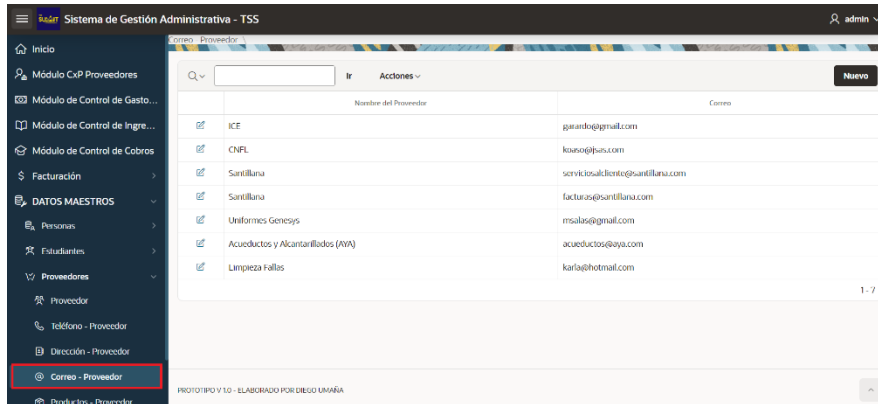 Sistema de Gestión Administrativa - TSS
admin
Inicio
Módulo CxP Proveedores
Módulo de Control de Gasto...
Módulo de Control de Ingre...
Módulo de Control de Cobros
Facturación
DATOS MAESTROS
Personas
Estudiantes
Proveedores
Proveedor
Teléfono - Proveedor
Dirección - Proveedor
Correo - Proveedor
Productos - Proveedor
Correo Proveedor
Ir Acciones Nuevo
Nombre del Proveedor Correo
ICE garardo@gmail.com
CNFL koaso@jsas.com
Santillana serviciosalcliente@santillana.com
Santillana facturas@santillana.com
Uniformes Genesys msalas@gmail.com
Acueductos y Alcantarillados (AYA) acueductos@aya.com
Limpieza Fallas karla@hotmail.com
1 - 7
PROTOTIPO V 1.0 - ELABORADO POR DIEGO UMAÑA